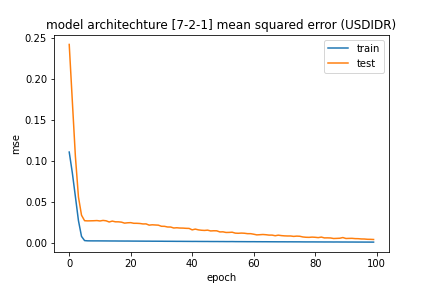 model architechture [7-2-1] mean squared error (USDIDR)
train
test
0.25
0.20
0.15
0.10
0.05
0.00
mse
0 20 40 60 80 100
epoch